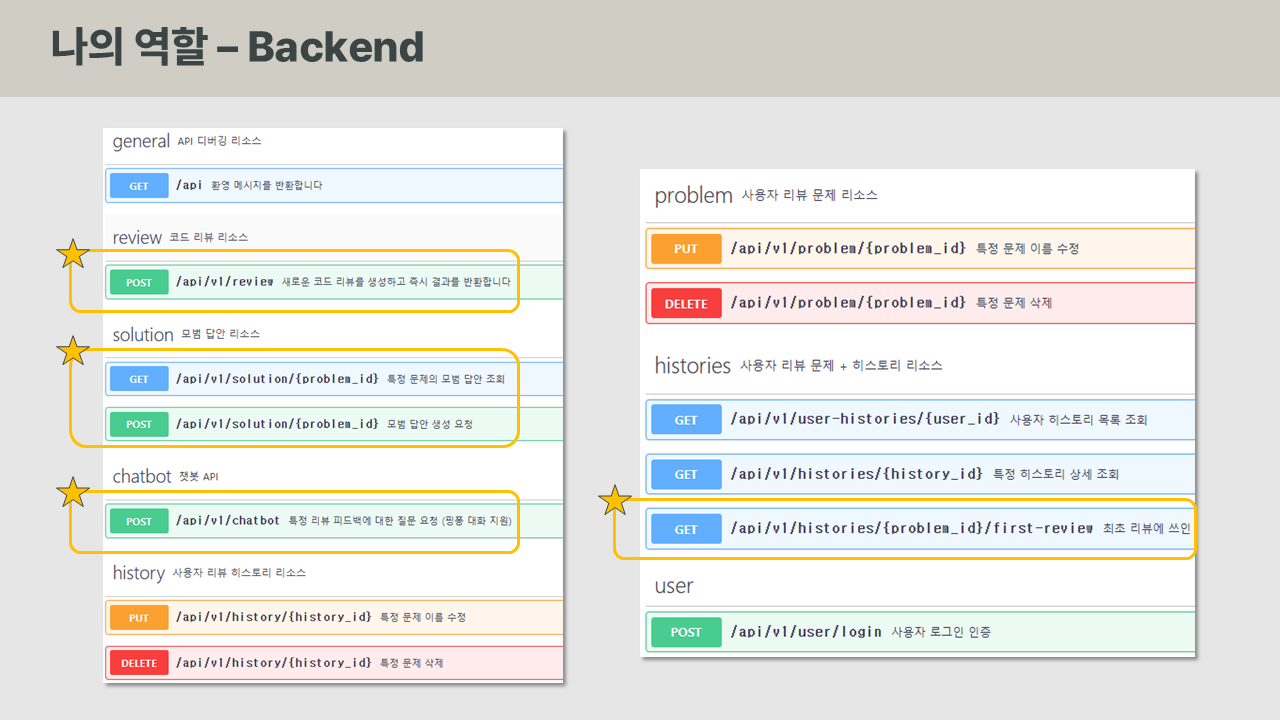 나의 역할 – Backend
general API 디버깅 리소스
GET /api 환영 메시지를 반환합니다
review 코드 리뷰 리소스
POST /api/v1/review 새로운 코드 리뷰를 생성하고 즉시 결과를 반환합니다
solution 모범 답안 리소스
GET /api/v1/solution/{problem_id} 특정 문제의 모범 답안 조회
POST /api/v1/solution/{problem_id} 모범 답안 생성 요청
chatbot 챗봇 API
POST /api/v1/chatbot 특정 리뷰 피드백에 대한 질문 요청 (핑퐁 대화 지원)
history 사용자 리뷰 히스토리 리소스
PUT /api/v1/history/{history_id} 특정 문제 이름 수정
DELETE /api/v1/history/{history_id} 특정 문제 삭제
problem 사용자 리뷰 문제 리소스
PUT /api/v1/problem/{problem_id} 특정 문제 이름 수정
DELETE /api/v1/problem/{problem_id} 특정 문제 삭제
histories 사용자 리뷰 문제 + 히스토리 리소스
GET /api/v1/user-histories/{user_id} 사용자 히스토리 목록 조회
GET /api/v1/histories/{history_id} 특정 히스토리 상세 조회
GET /api/v1/histories/{problem_id}/first-review 최초 리뷰에 쓰인
user
POST /api/v1/user/login 사용자 로그인 인증